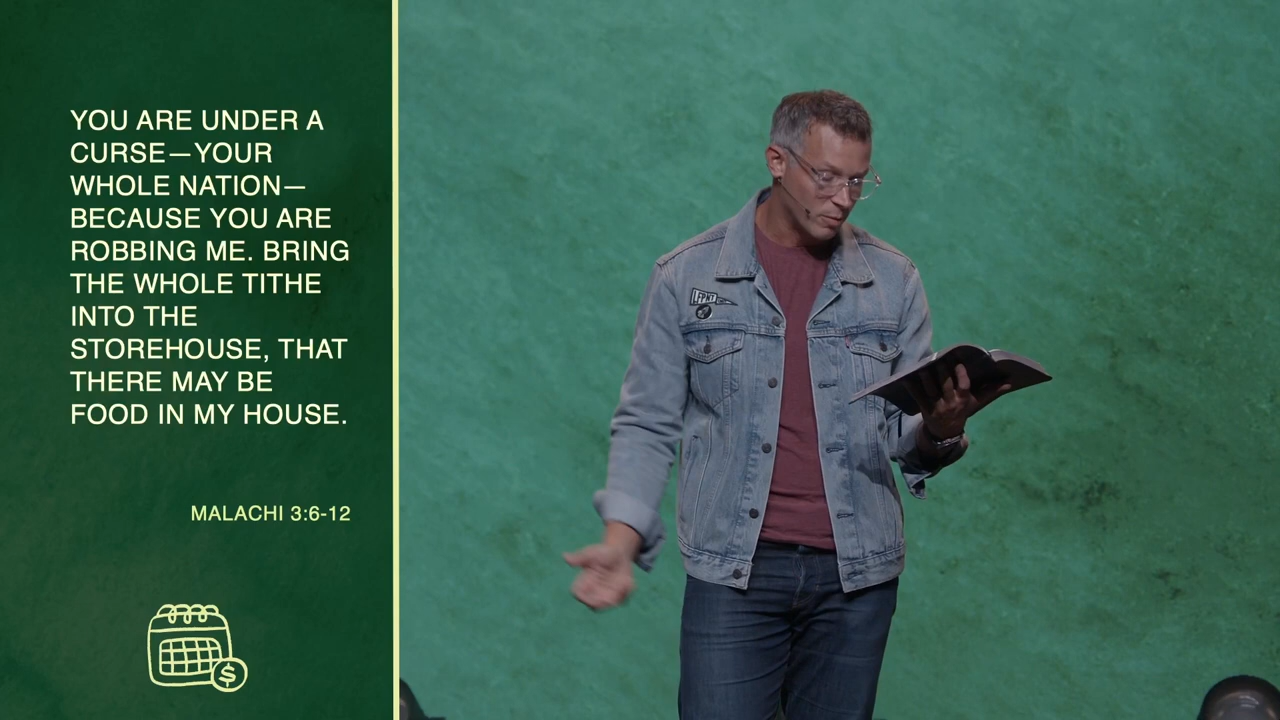 YOU ARE UNDER A
CURSE—YOUR
WHOLE NATION—
BECAUSE YOU ARE
ROBBING ME. BRING
THE WHOLE TITHE
INTO THE
STOREHOUSE, THAT
THERE MAY BE
FOOD IN MY HOUSE.
MALACHI 3:6-12
$